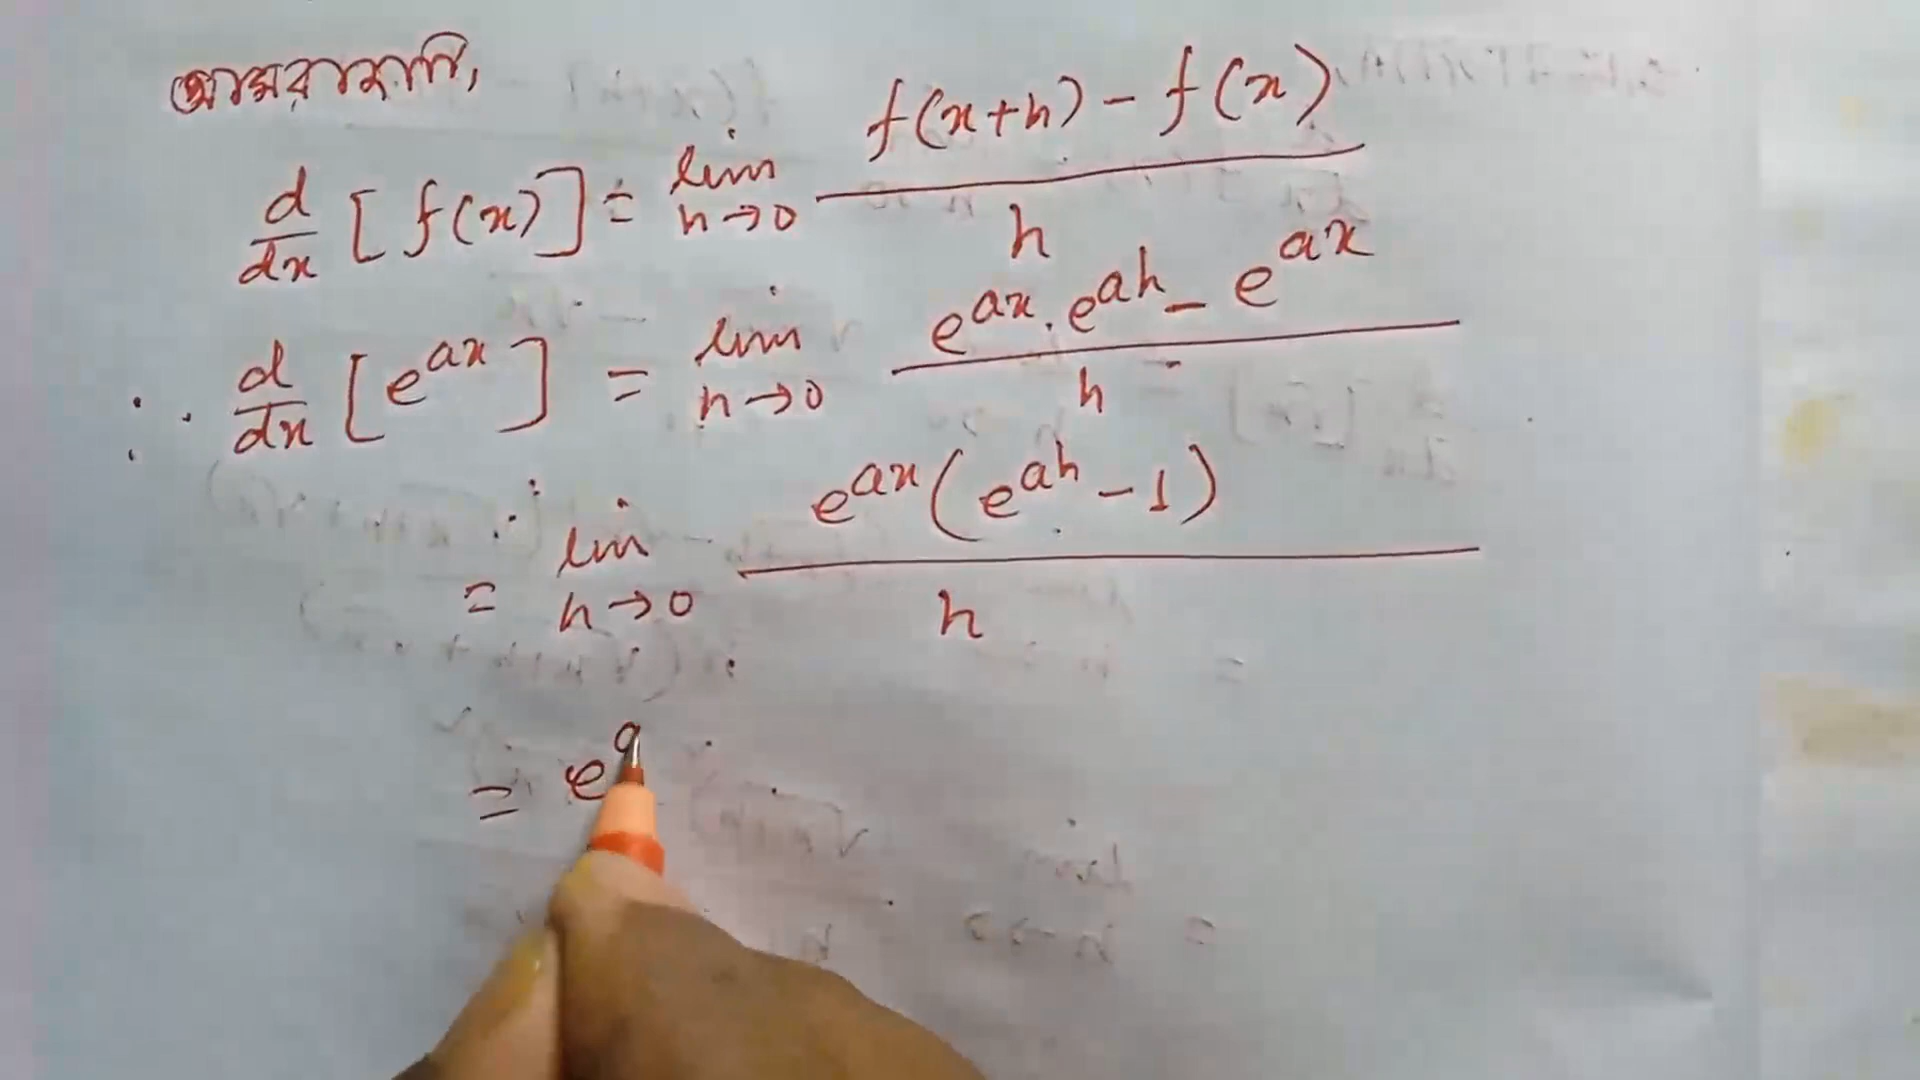 আমরা জানি,
d/dx [f(x)] = lim h→0 f(x+h) - f(x) / h
∴ d/dx [e^{ax}] = lim h→0 e^{ax}.e^{ah} - e^{ax} / h
= lim h→0 e^{ax}(e^{ah} - 1) / h
= e^{a